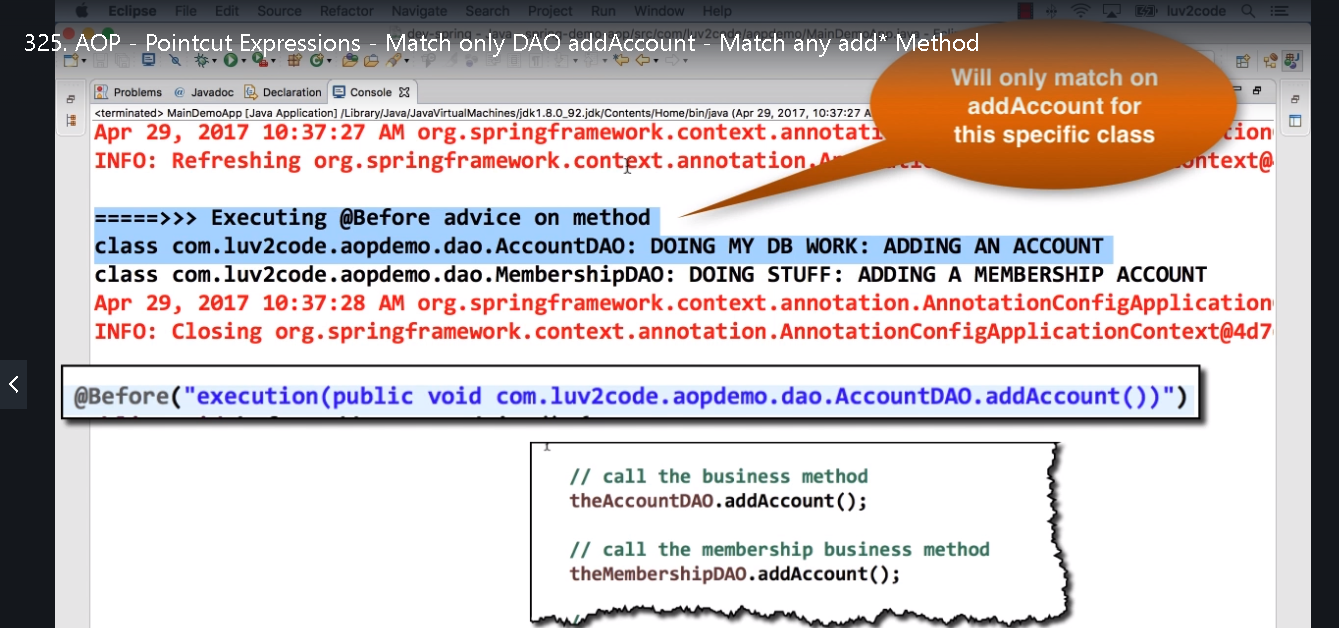 Eclipse File Edit Source Refactor Navigate Search Project Run Window Help luv2code
325. AOP - Pointcut Expressions - Match only DAO addAccount - Match any add* Method
Will only match on
addAccount for
this specific class
Problems @ Javadoc Declaration Console
<terminated> MainDemoApp [Java Application] /Library/Java/JavaVirtualMachines/jdk1.8.0_92.jdk/Contents/Home/bin/java (Apr 29, 2017, 10:37:27 A
Apr 29, 2017 10:37:27 AM org.springframework.context.annotati
INFO: Refreshing org.springframework.context.annotation.
=====>>> Executing @Before advice on method
class com.luv2code.aopdemo.dao.AccountDAO: DOING MY DB WORK: ADDING AN ACCOUNT
class com.luv2code.aopdemo.dao.MembershipDAO: DOING STUFF: ADDING A MEMBERSHIP ACCOUNT
Apr 29, 2017 10:37:28 AM org.springframework.context.annotation.AnnotationConfigApplication
INFO: Closing org.springframework.context.annotation.AnnotationConfigApplicationContext@4d7
@Before("execution(public void com.luv2code.aopdemo.dao.AccountDAO.addAccount())")
// call the business method
theAccountDAO.addAccount();
// call the membership business method
theMembershipDAO.addAccount();